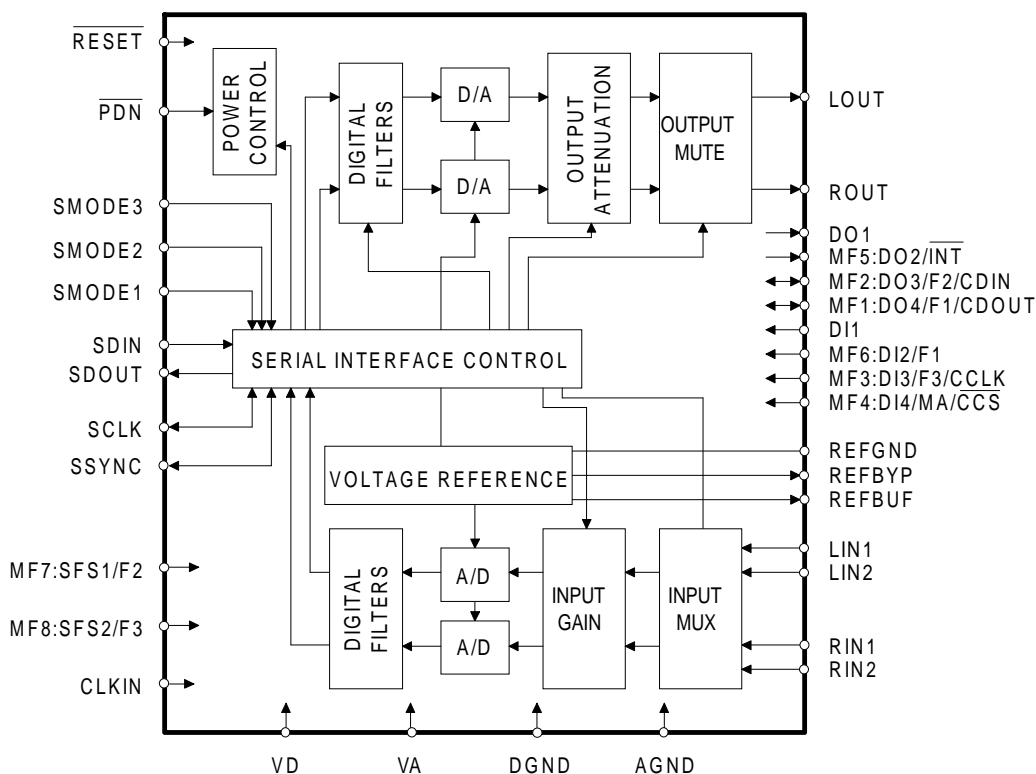 RESET
PDN
SMODE3
SMODE2
SMODE1
SDIN
SDOUT
SCLK
SSYNC
MF7:SFS1/F2
MF8:SFS2/F3
CLKIN
POWER
CONTROL
DIGITAL
FILTERS
D/A
D/A
OUTPUT
ATTENUATION
OUTPUT
MUTE
SERIAL INTERFACE CONTROL
VOLTAGE REFERENCE
DIGITAL
FILTERS
A/D
A/D
INPUT
GAIN
INPUT
MUX
LOUT
ROUT
DO1
MF5:DO2/INT
MF2:DO3/F2/CDIN
MF1:DO4/F1/CDOUT
DI1
MF6:DI2/F1
MF3:DI3/F3/CCLK
MF4:DI4/MA/CCS
REFGND
REFBYP
REFBUF
LIN1
LIN2
RIN1
RIN2
VD
VA
DGND
AGND